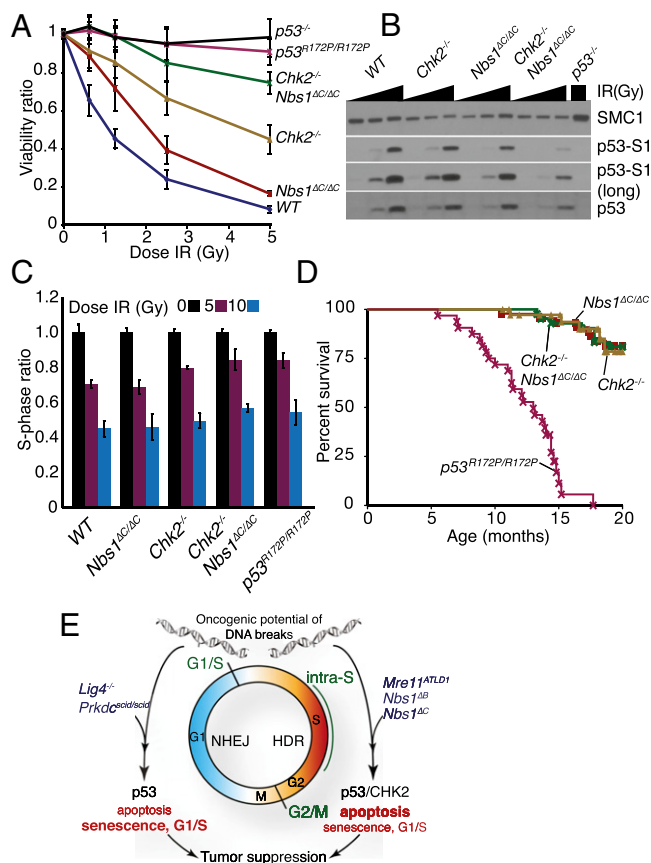 A
Viability ratio
1
0.8
0.6
0.4
0.2
0
0 1 2 3 4 5
Dose IR (Gy)
p53-/-
p53R172P/R172P
Chk2-/-
Nbs1ΔC/ΔC
Chk2-/-
Nbs1ΔC/ΔC
WT
B
WT
Chk2-/-
Nbs1ΔC/ΔC
Chk2-/-
Nbs1ΔC/ΔC
p53-/-
IR(Gy)
SMC1
p53-S1
p53-S1
(long)
p53
C
Dose IR (Gy) 0 5 10
S-phase ratio
1.2
1.0
0.8
0.6
0.4
0.2
0
WT
Nbs1ΔC/ΔC
Chk2-/-
Chk2-/-
Nbs1ΔC/ΔC
p53R172P/R172P
D
Percent survival
100
75
50
25
0
0 5 10 15 20
Age (months)
Nbs1ΔC/ΔC
Chk2-/-
Nbs1ΔC/ΔC
Chk2-/-
p53R172P/R172P
E
Oncogenic potential of
DNA breaks
G1/S
intra-S
Lig4-/-
Prkdcscid/scid
Mre11ATLD1
Nbs1ΔB
Nbs1ΔC
G1
NHEJ
HDR
S
G2
M
G2/M
p53
apoptosis
senescence, G1/S
p53/CHK2
apoptosis
senescence, G1/S
Tumor suppression